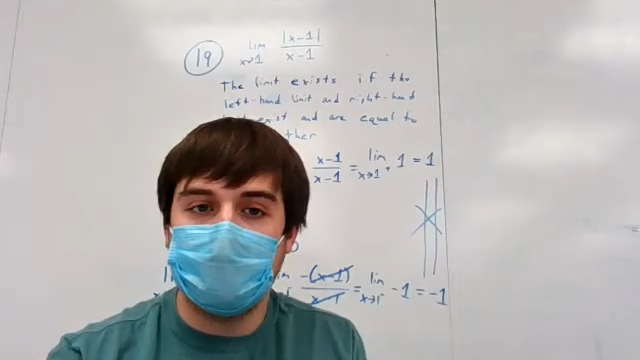 19 lim x→1 |x-1| / x-1
The limit exists if the
left-hand limit and right-hand
exist and are equal to
x-1 / x-1 = lim x→1⁺ 1 = 1
-(x-1) / x-1 = lim x→1⁻ -1 = -1